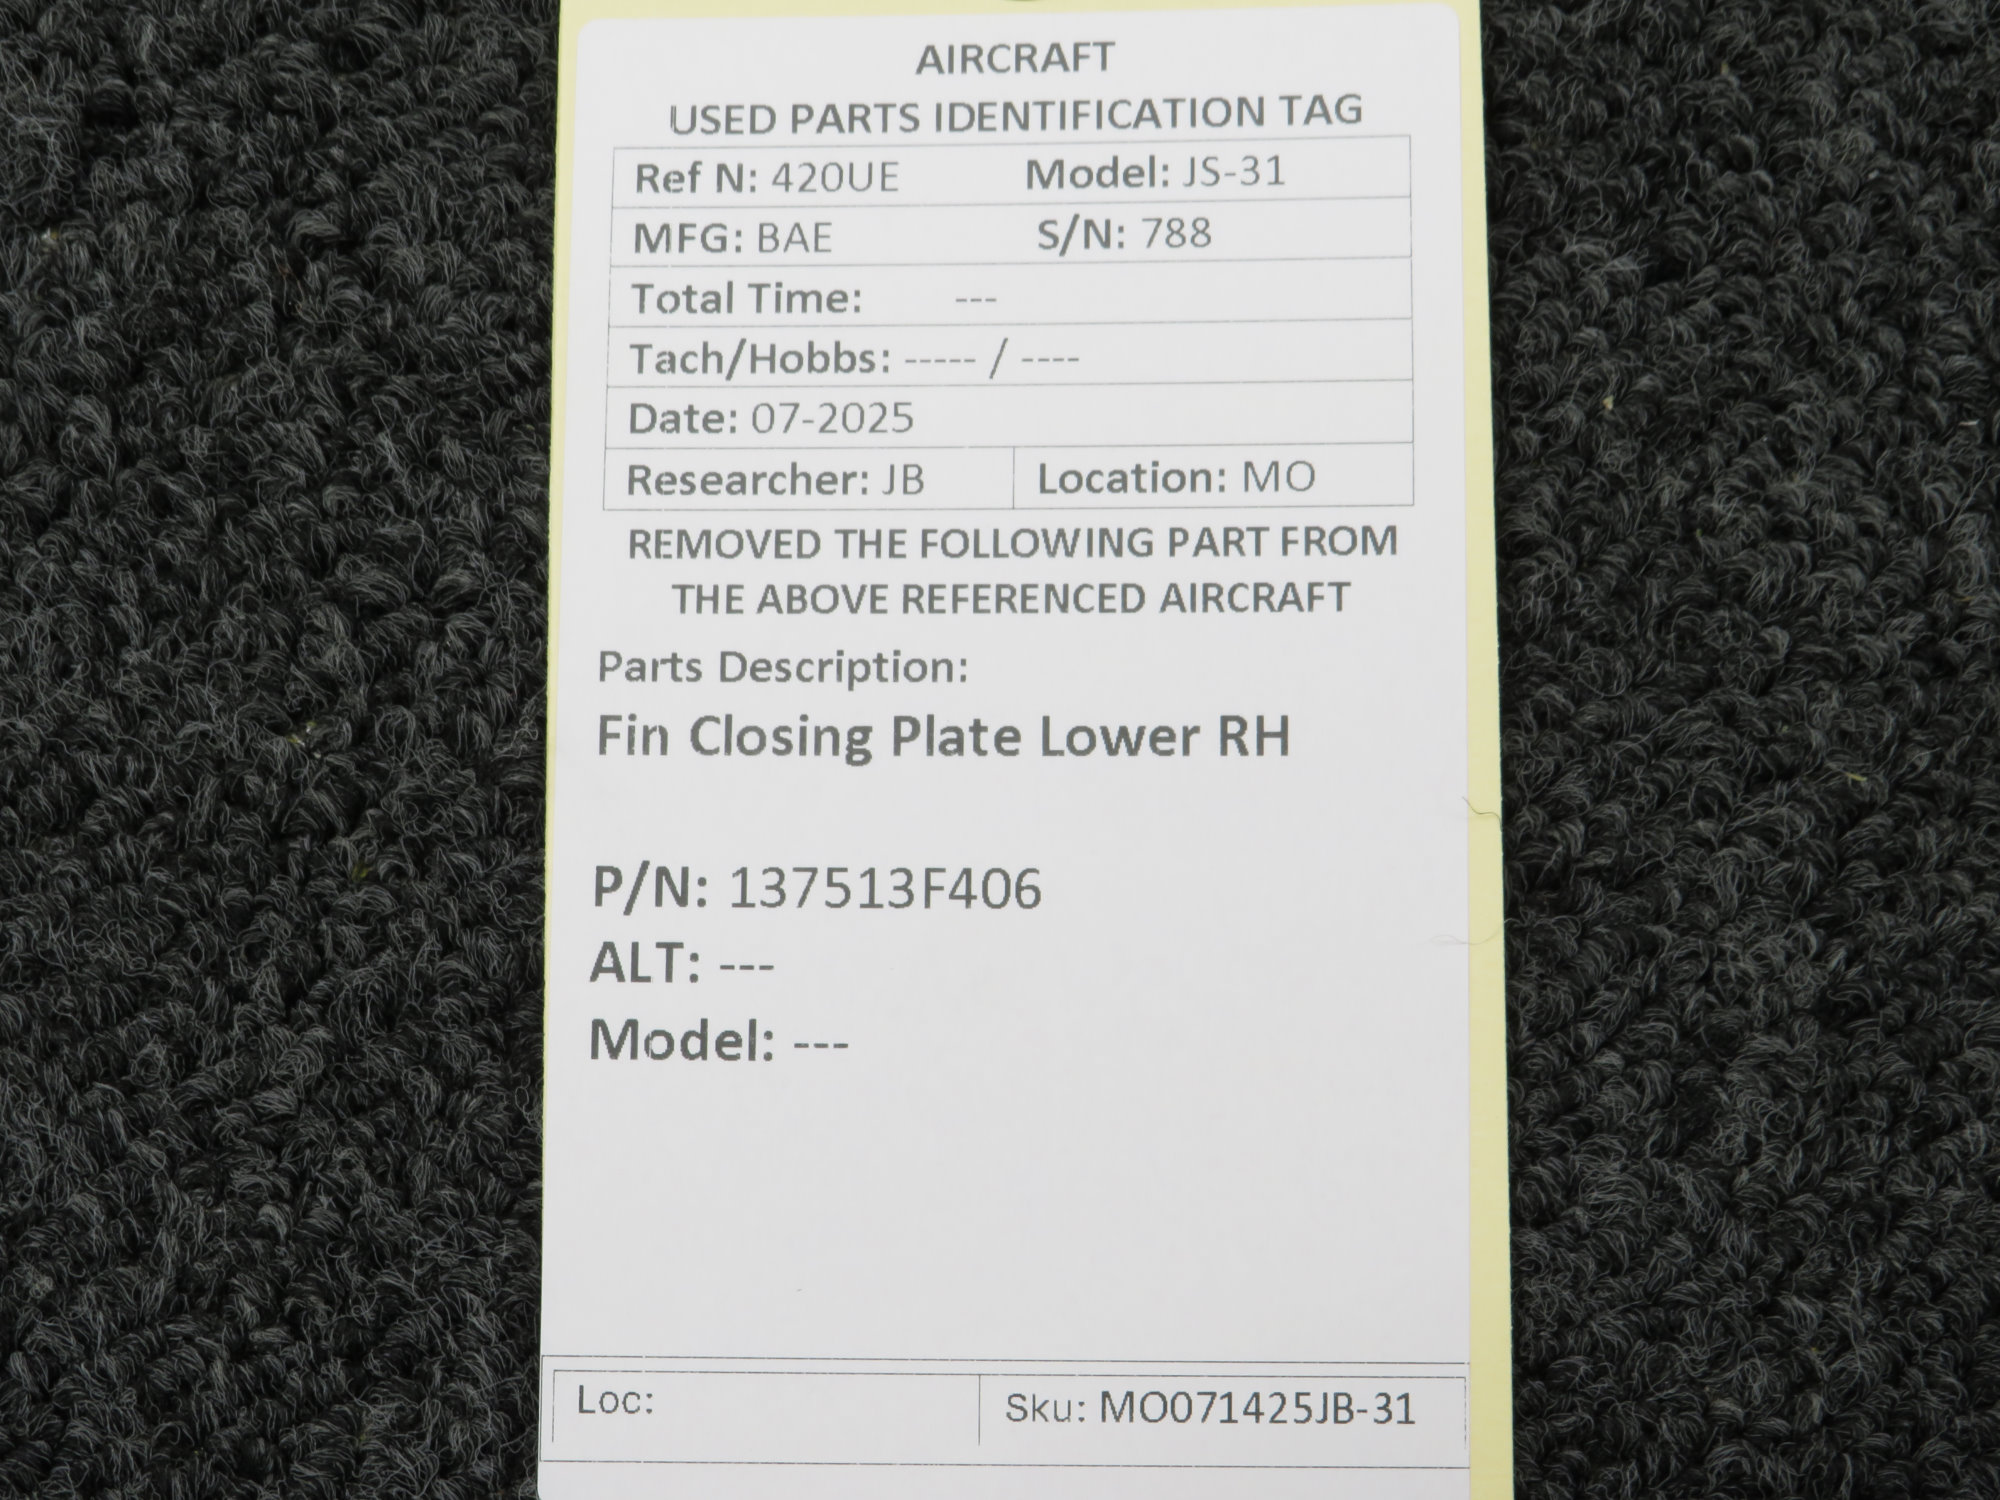 AIRCRAFT
USED PARTS IDENTIFICATION TAG
Ref N: 420UE Model: JS-31
MFG: BAE S/N: 788
Total Time: ---
Tach/Hobbs: ----- / ----
Date: 07-2025
Researcher: JB Location: MO
REMOVED THE FOLLOWING PART FROM
THE ABOVE REFERENCED AIRCRAFT
Parts Description:
Fin Closing Plate Lower RH
P/N: 137513F406
ALT: ---
Model: ---
Loc: Sku: MO071425JB-31